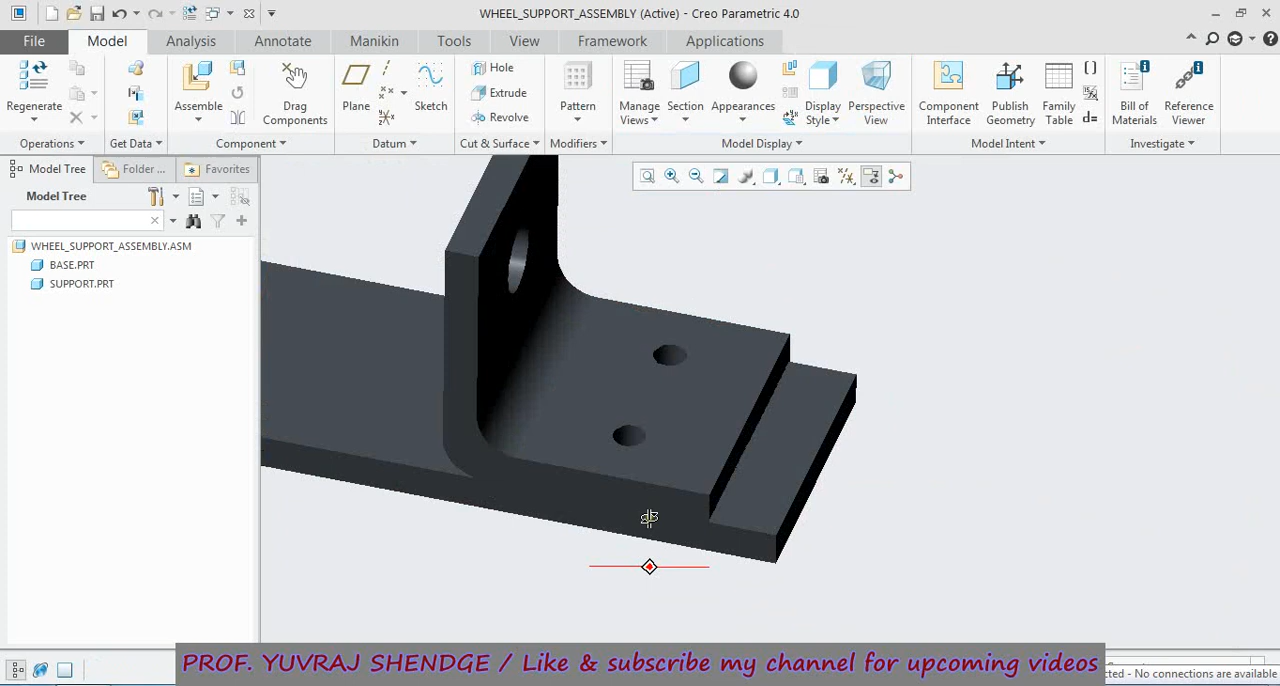 WHEEL_SUPPORT_ASSEMBLY (Active) - Creo Parametric 4.0
File Model Analysis Annotate Manikin Tools View Framework Applications
Regenerate Assemble Drag Components Plane Sketch Hole Extrude Revolve Pattern Manage Views Section Appearances Display Style Perspective View Component Interface Publish Geometry Family Table Bill of Materials Reference Viewer
Operations Get Data Component Datum Cut & Surface Modifiers Model Display Model Intent Investigate
Model Tree Folder ... Favorites
Model Tree
WHEEL_SUPPORT_ASSEMBLY.ASM
BASE.PRT
SUPPORT.PRT
PROF. YUVRAJ SHENDGE / Like & subscribe my channel for upcoming videos
cted - No connections are available